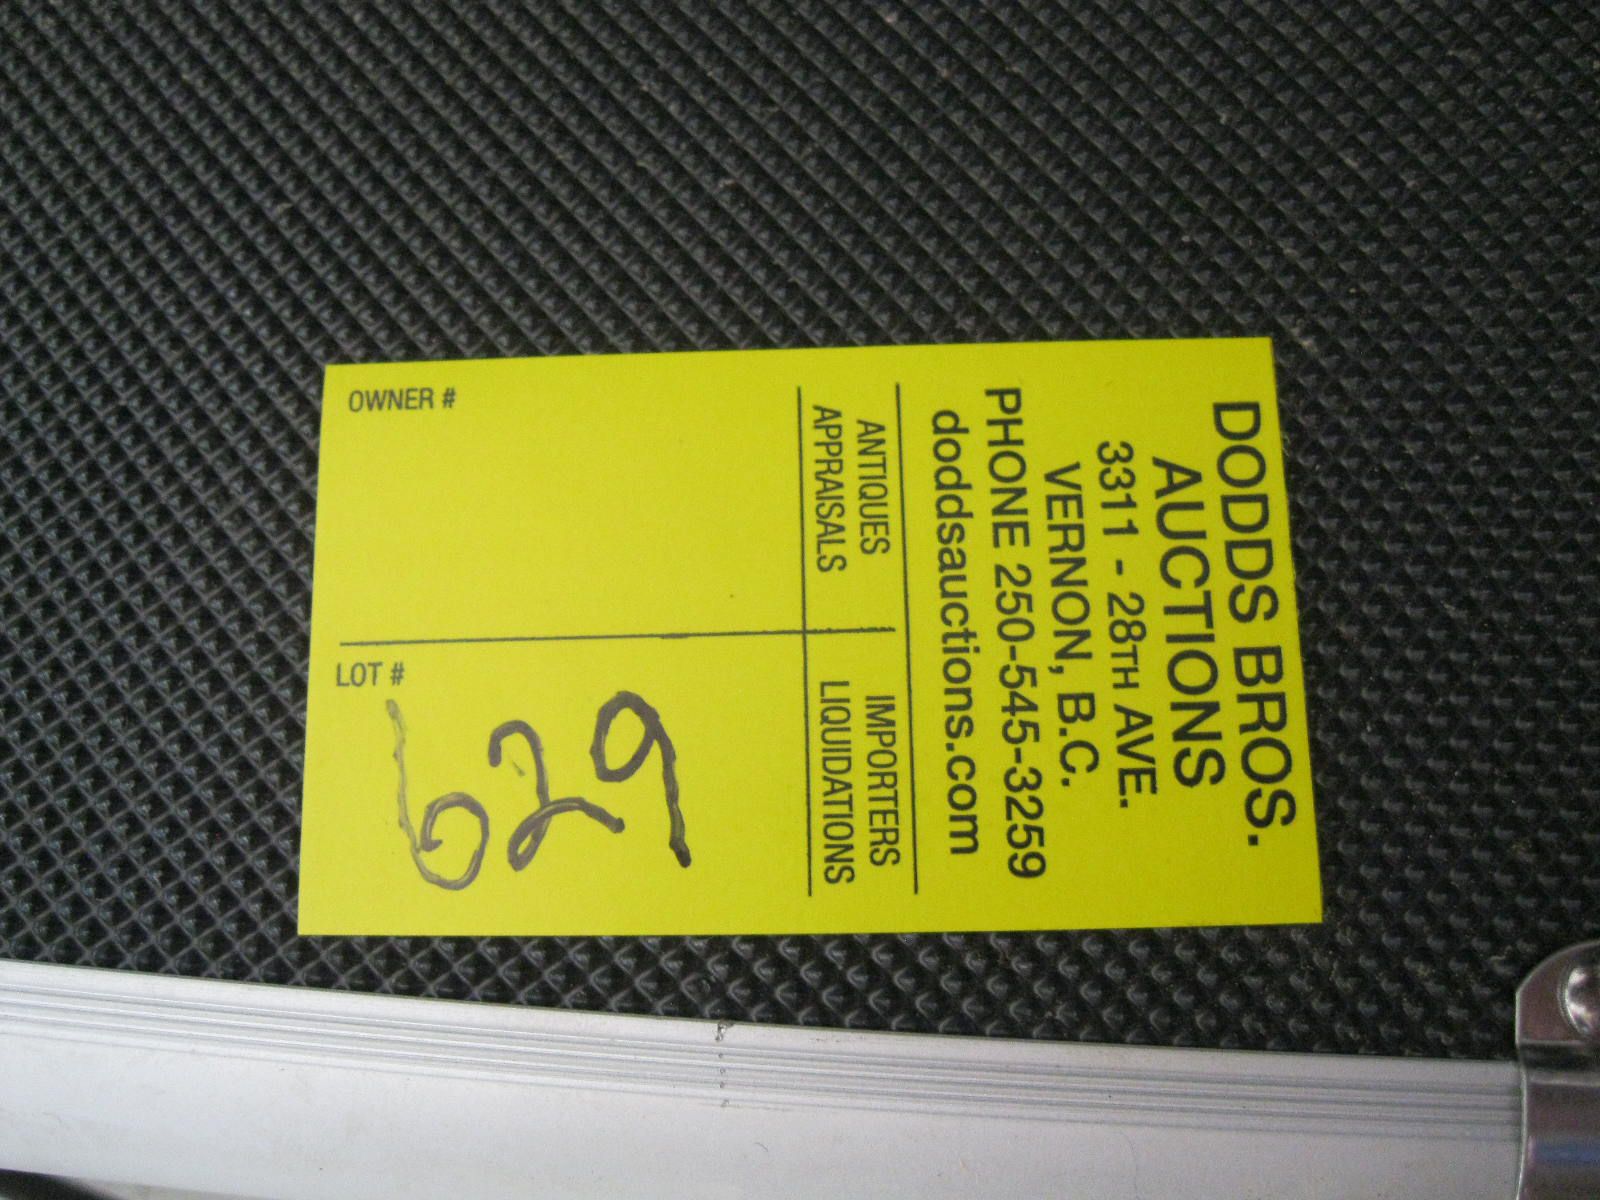 DODDS BROS.
AUCTIONS
3311 - 28TH AVE.
VERNON, B.C.
PHONE 250-545-3259
doddsauctions.com
ANTIQUES IMPORTERS
APPRAISALS LIQUIDATIONS
OWNER # LOT #
629